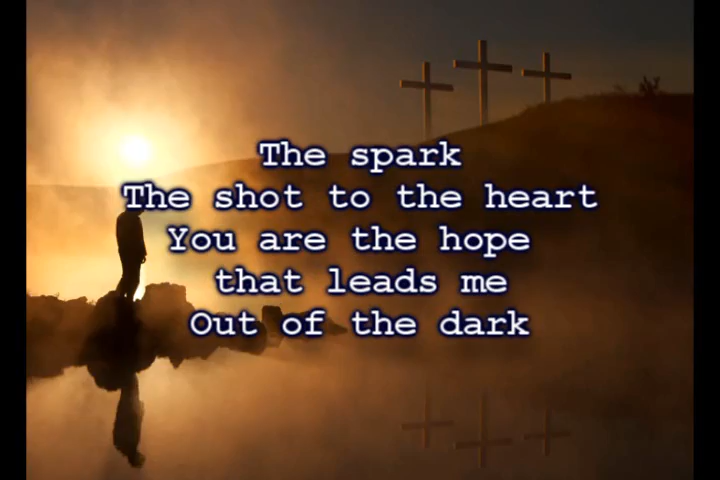 The spark
The shot to the heart
You are the hope
that leads me
Out of the dark